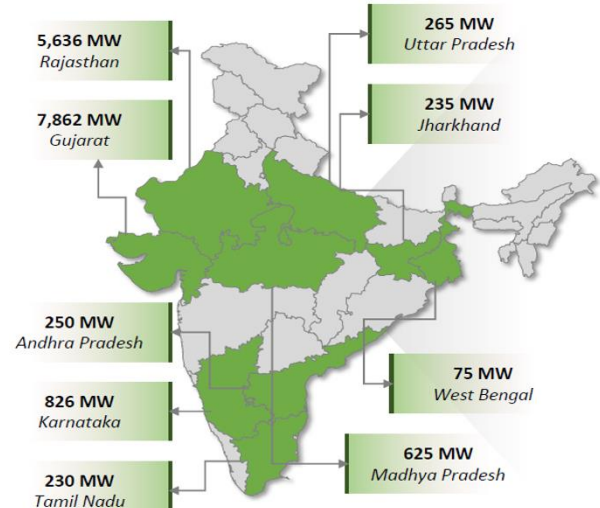 5,636 MW
Rajasthan
7,862 MW
Gujarat
250 MW
Andhra Pradesh
826 MW
Karnataka
230 MW
Tamil Nadu
265 MW
Uttar Pradesh
235 MW
Jharkhand
75 MW
West Bengal
625 MW
Madhya Pradesh